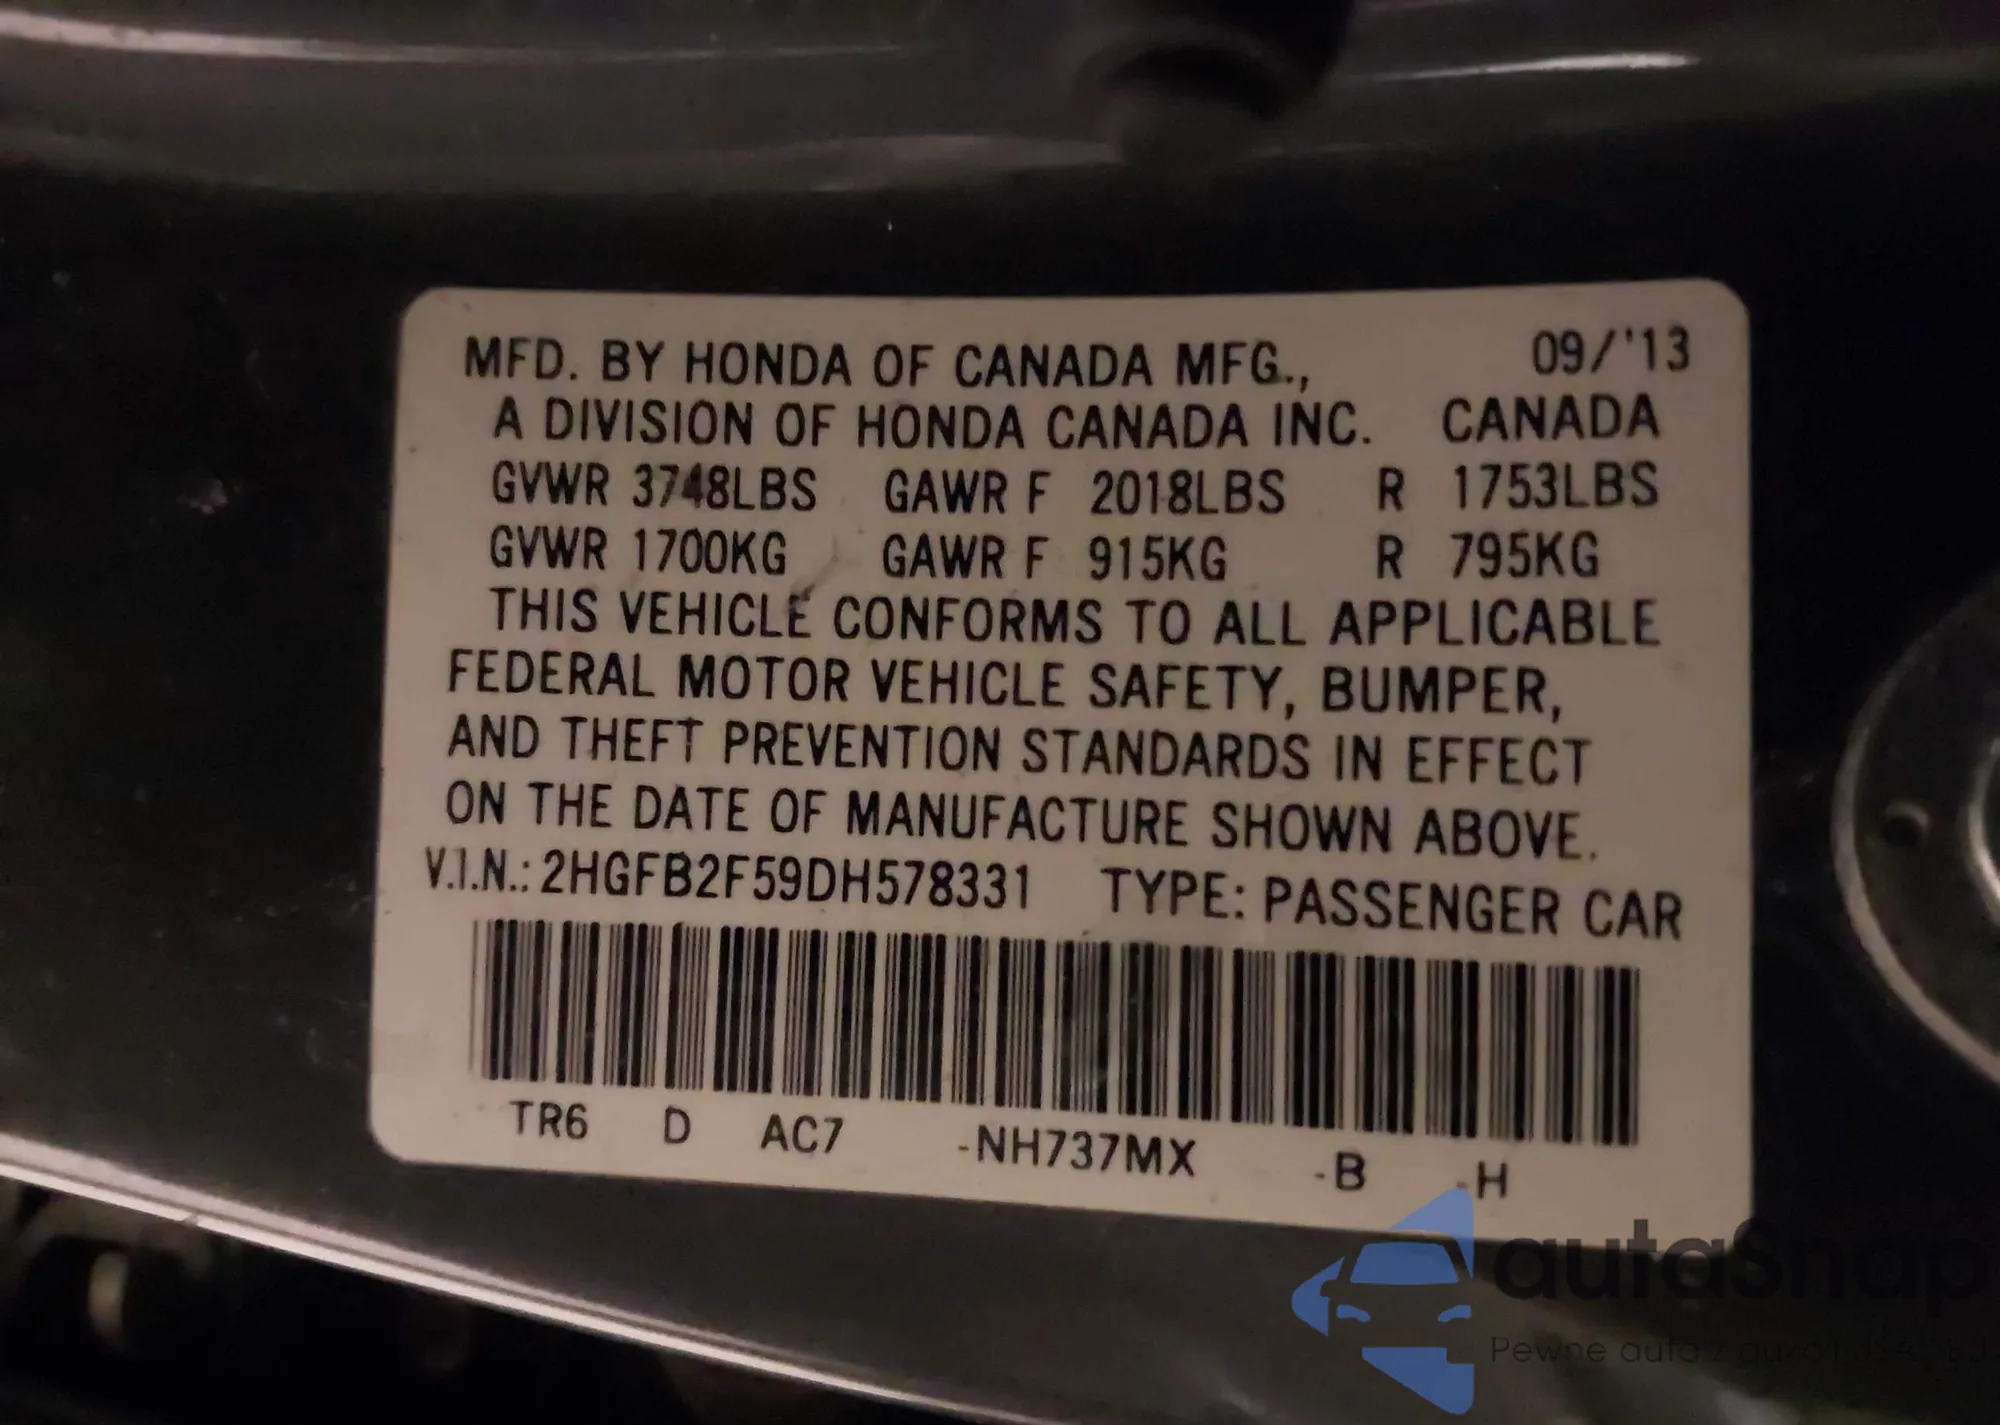 MFD. BY HONDA OF CANADA MFG., 09/'13
A DIVISION OF HONDA CANADA INC. CANADA
GVWR 3748LBS GAWR F 2018LBS R 1753LBS
GVWR 1700KG GAWR F 915KG R 795KG
THIS VEHICLE CONFORMS TO ALL APPLICABLE
FEDERAL MOTOR VEHICLE SAFETY, BUMPER,
AND THEFT PREVENTION STANDARDS IN EFFECT
ON THE DATE OF MANUFACTURE SHOWN ABOVE.
V.I.N.: 2HGFB2F59DH578331 TYPE: PASSENGER CAR
TR6 D AC7 -NH737MX -B -H
autaSnap
Pewne auta z